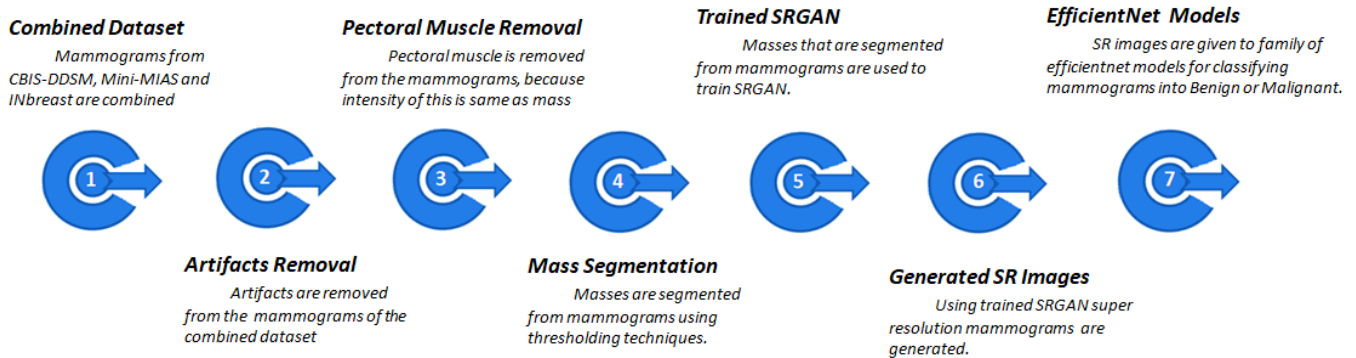 Combined Dataset
Mammograms from
CBIS-DDSM, Mini-MIAS and
INbreast are combined
Pectoral Muscle Removal
Pectoral muscle is removed
from the mammograms, because
intensity of this is same as mass
Trained SRGAN
Masses that are segmented
from mammograms are used to
train SRGAN.
EfficientNet Models
SR images are given to family of
efficientnet models for classifying
mammograms into Benign or Malignant.
1
2
3
4
5
6
7
Artifacts Removal
Artifacts are removed
from the mammograms of the
combined dataset
Mass Segmentation
Masses are segmented
from mammograms using
thresholding techniques.
Generated SR Images
Using trained SRGAN super
resolution mammograms are
generated.